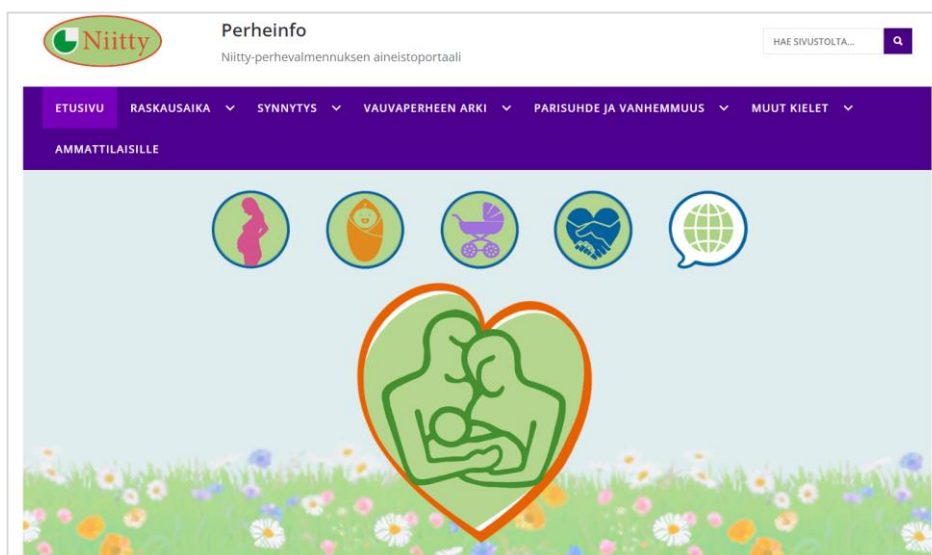 Niitty
Perheinfo
Niitty-perhevalmennuksen aineistoportaali
HAE SIVUSTOLTA...
ETUSIVU RASKAUSAIKA SYNNYTYS VAUVAPERHEEN ARKI PARISUHDE JA VANHEMMUUS MUUT KIELET
AMMATTILAISILLE